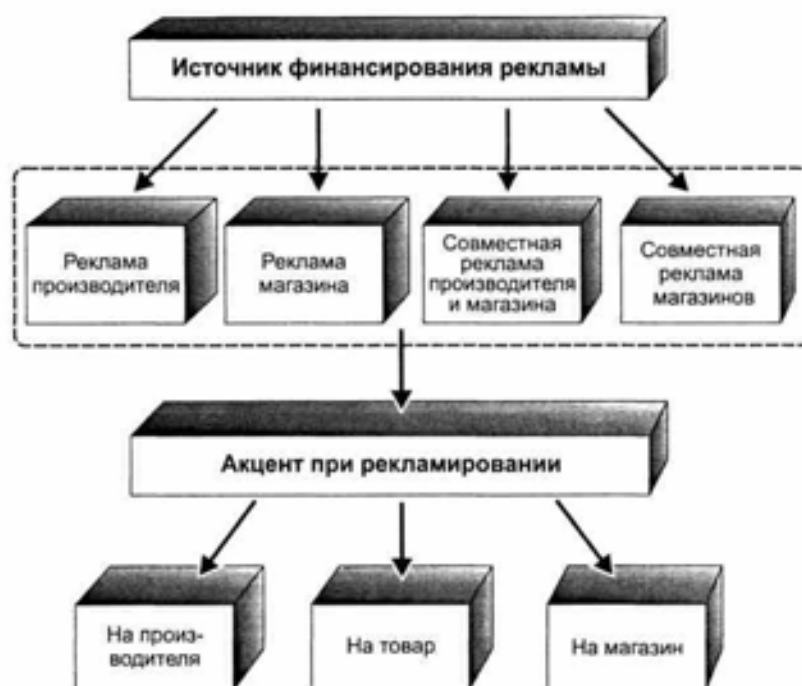 Источник финансирования рекламы
Реклама
производителя
Реклама
магазина
Совместная
реклама
производителя
и магазина
Совместная
реклама
магазинов
Акцент при рекламировании
На произ-
водителя
На товар
На магазин